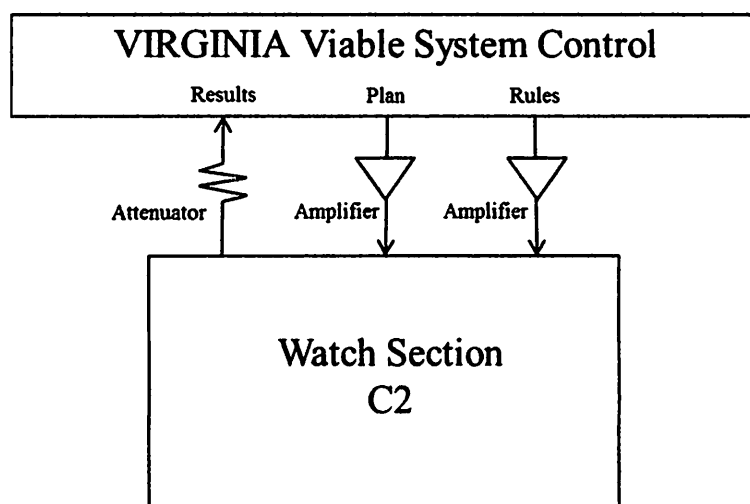 VIRGINIA Viable System Control
Results Plan Rules
Attenuator Amplifier Amplifier
Watch Section
C2